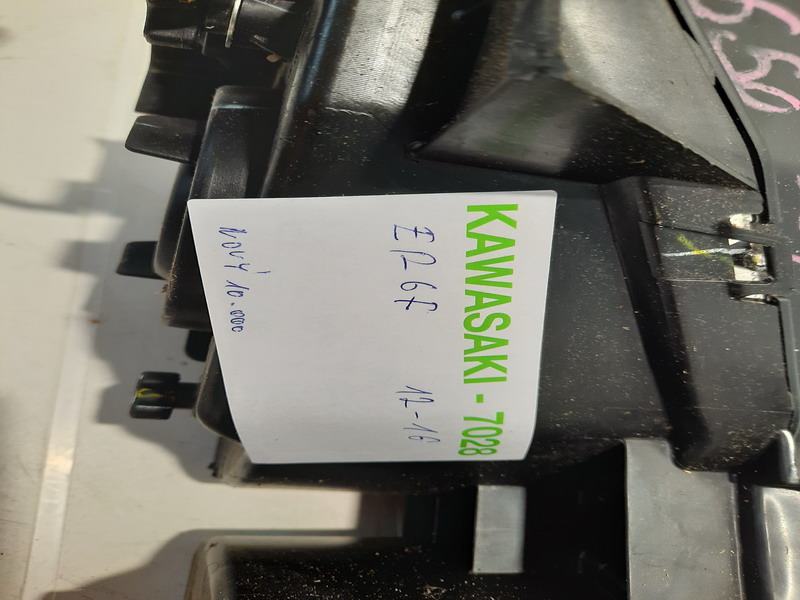 KAWASAKI - 7028
ER6F 12-16
NOVÝ 10.000